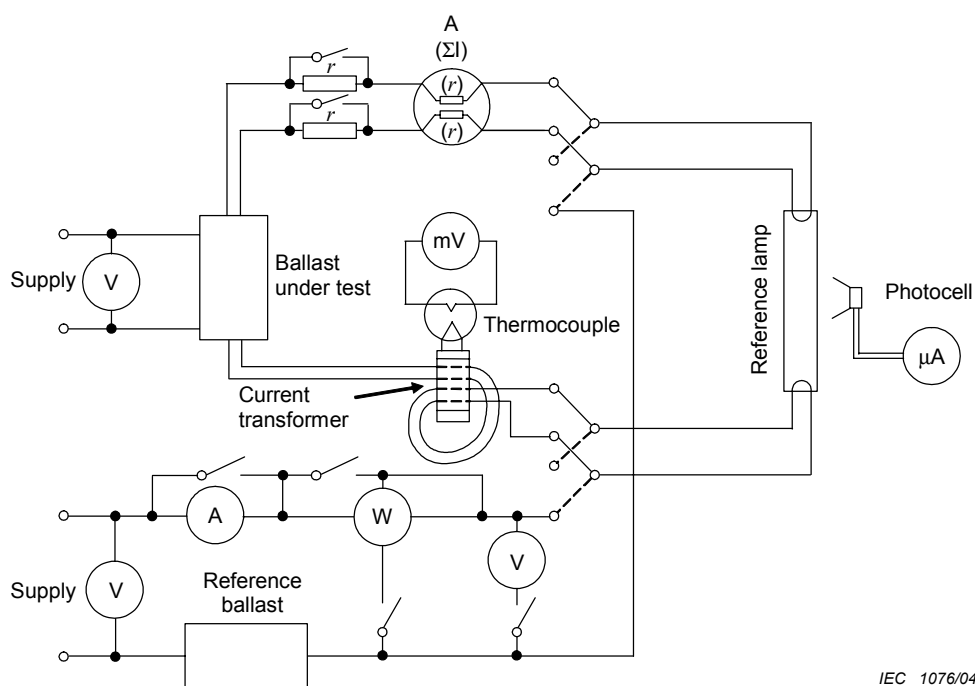 A
(ΣI)
r
(r)
r
(r)
mV
Supply
V
Ballast
under test
Thermocouple
Reference lamp
Photocell
μA
Current
transformer
A
W
V
Supply
V
Reference
ballast
IEC 1076/04